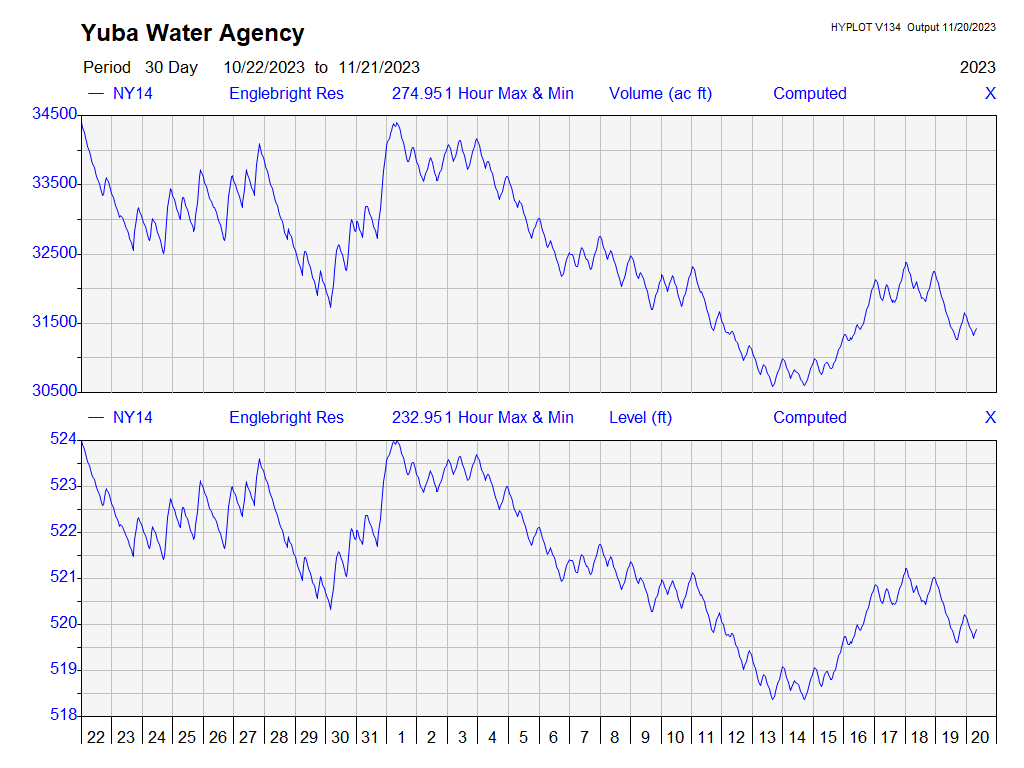 Yuba Water Agency
HYPLOT V134 Output 11/20/2023
Period 30 Day 10/22/2023 to 11/21/2023 2023
— NY14 Englebright Res 274.951 Hour Max & Min Volume (ac ft) Computed X
34500
33500
32500
31500
30500
— NY14 Englebright Res 232.951 Hour Max & Min Level (ft) Computed X
524
523
522
521
520
519
518
22 23 24 25 26 27 28 29 30 31 1 2 3 4 5 6 7 8 9 10 11 12 13 14 15 16 17 18 19 20